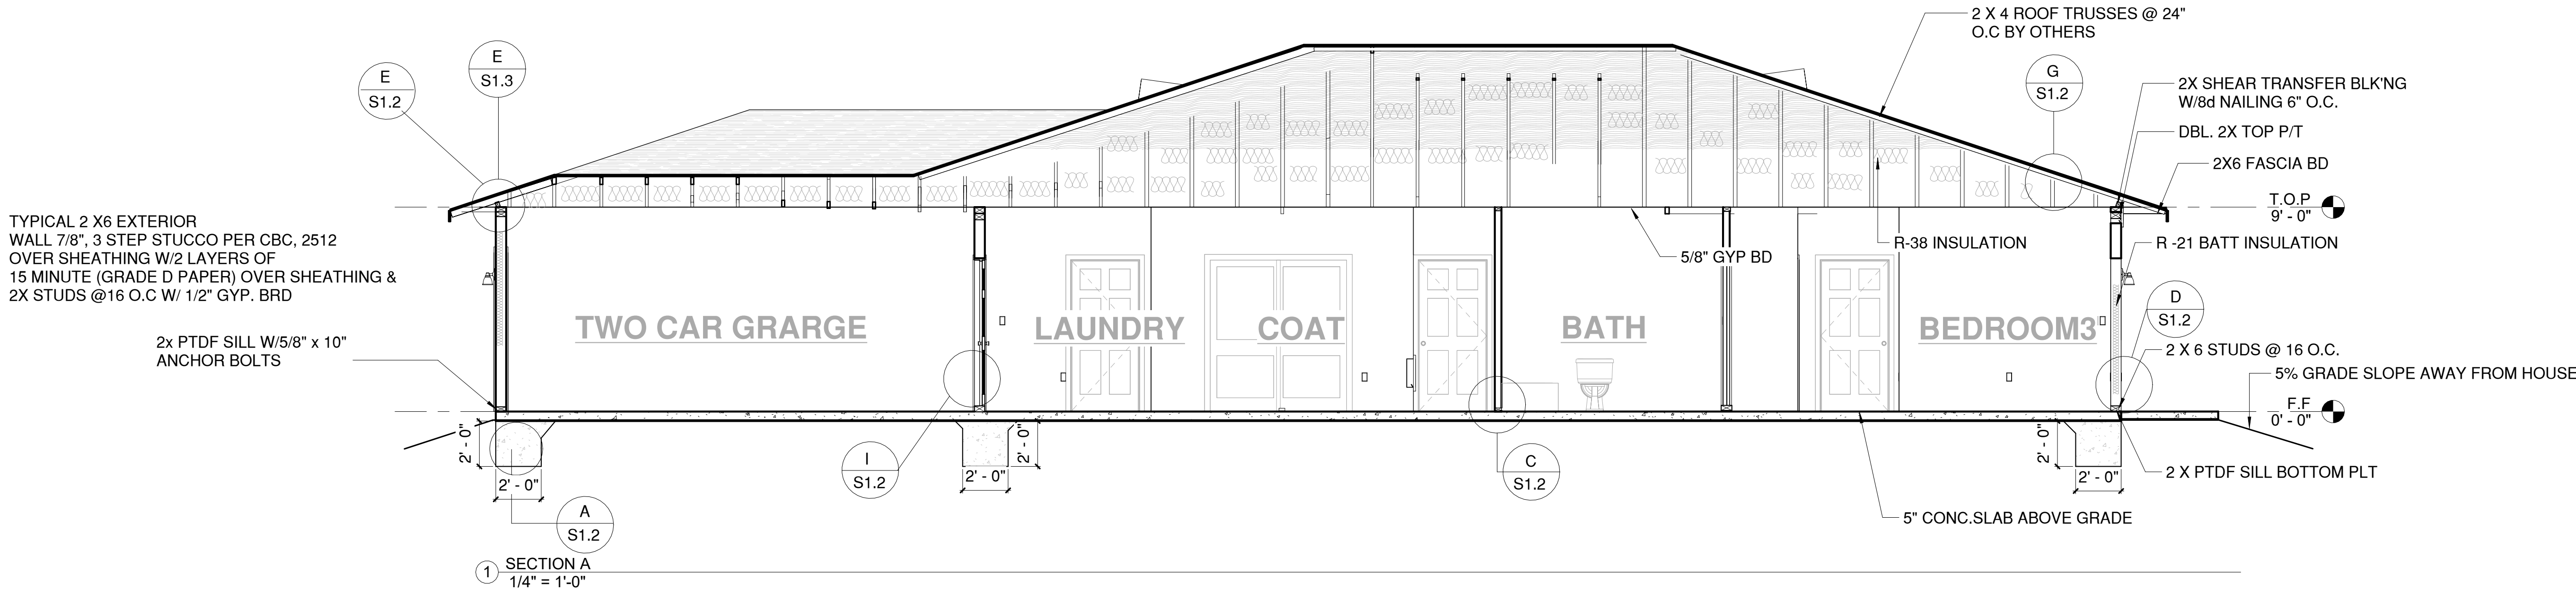 2 X 4 ROOF TRUSSES @ 24"
O.C BY OTHERS
E
S1.2
E
S1.3
G
S1.2
2X SHEAR TRANSFER BLK'NG
W/8d NAILING 6" O.C.
DBL. 2X TOP P/T
2X6 FASCIA BD
T.O.P
9' - 0"
TYPICAL 2 X6 EXTERIOR
WALL 7/8", 3 STEP STUCCO PER CBC, 2512
OVER SHEATHING W/2 LAYERS OF
15 MINUTE (GRADE D PAPER) OVER SHEATHING &
2X STUDS @16 O.C W/ 1/2" GYP. BRD
R-38 INSULATION
R -21 BATT INSULATION
5/8" GYP BD
TWO CAR GRARGE
LAUNDRY
COAT
BATH
BEDROOM3
D
S1.2
2x PTDF SILL W/5/8" x 10"
ANCHOR BOLTS
2 X 6 STUDS @ 16 O.C.
5% GRADE SLOPE AWAY FROM HOUSE
F.F
0' - 0"
2' - 0"
2' - 0"
2' - 0"
2' - 0"
2' - 0"
2' - 0"
I
S1.2
C
S1.2
2 X PTDF SILL BOTTOM PLT
A
S1.2
5" CONC.SLAB ABOVE GRADE
1
SECTION A
1/4" = 1'-0"